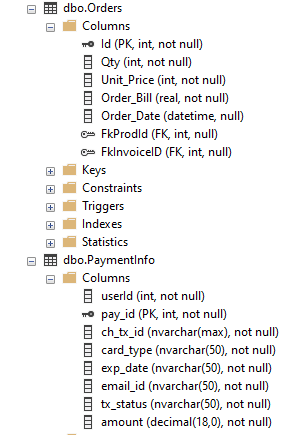 dbo.Orders
Columns
Id (PK, int, not null)
Qty (int, not null)
Unit_Price (int, not null)
Order_Bill (real, not null)
Order_Date (datetime, null)
FkProdId (FK, int, null)
FkInvoiceID (FK, int, null)
Keys
Constraints
Triggers
Indexes
Statistics
dbo.PaymentInfo
Columns
userId (int, not null)
pay_id (PK, int, not null)
ch_tx_id (nvarchar(max), not null)
card_type (nvarchar(50), not null)
exp_date (nvarchar(50), not null)
email_id (nvarchar(50), not null)
tx_status (nvarchar(50), not null)
amount (decimal(18,0), not null)